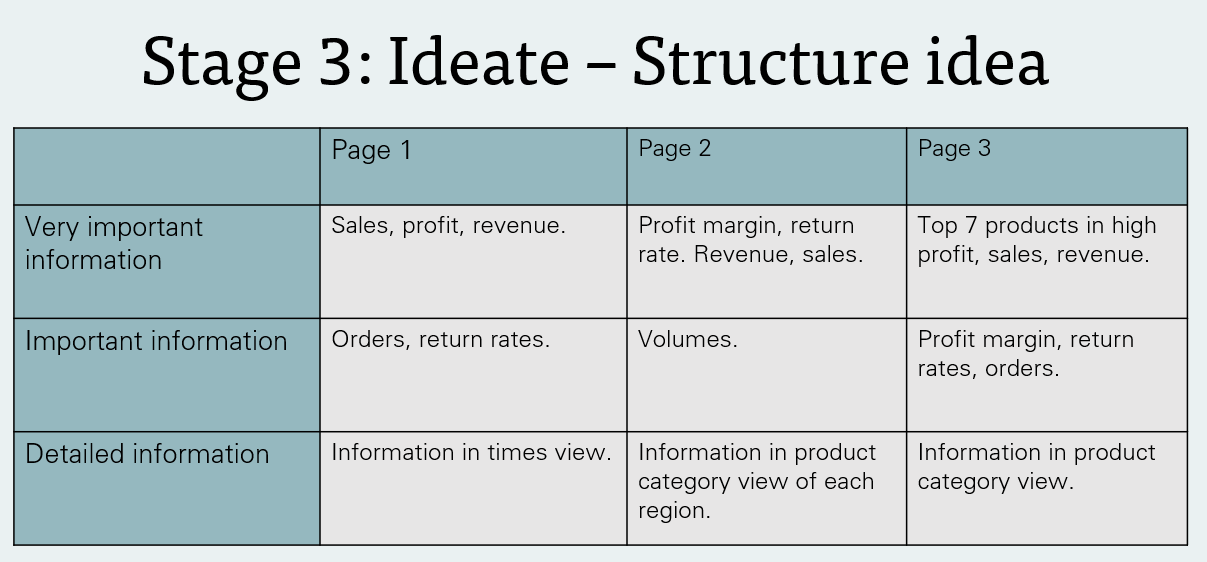 Stage 3: Ideate – Structure idea
Page 1
Page 2
Page 3
Very important
information
Sales, profit, revenue.
Profit margin, return
rate. Revenue, sales.
Top 7 products in high
profit, sales, revenue.
Important information
Orders, return rates.
Volumes.
Profit margin, return
rates, orders.
Detailed information
Information in times view.
Information in product
category view of each
region.
Information in product
category view.